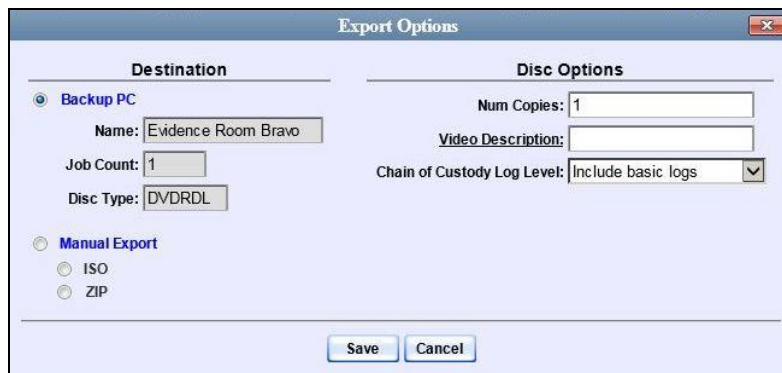 Export Options
Destination
Backup PC
Name: Evidence Room Bravo
Job Count: 1
Disc Type: DVDRDL
Manual Export
ISO
ZIP
Disc Options
Num Copies: 1
Video Description:
Chain of Custody Log Level: Include basic logs
Save Cancel